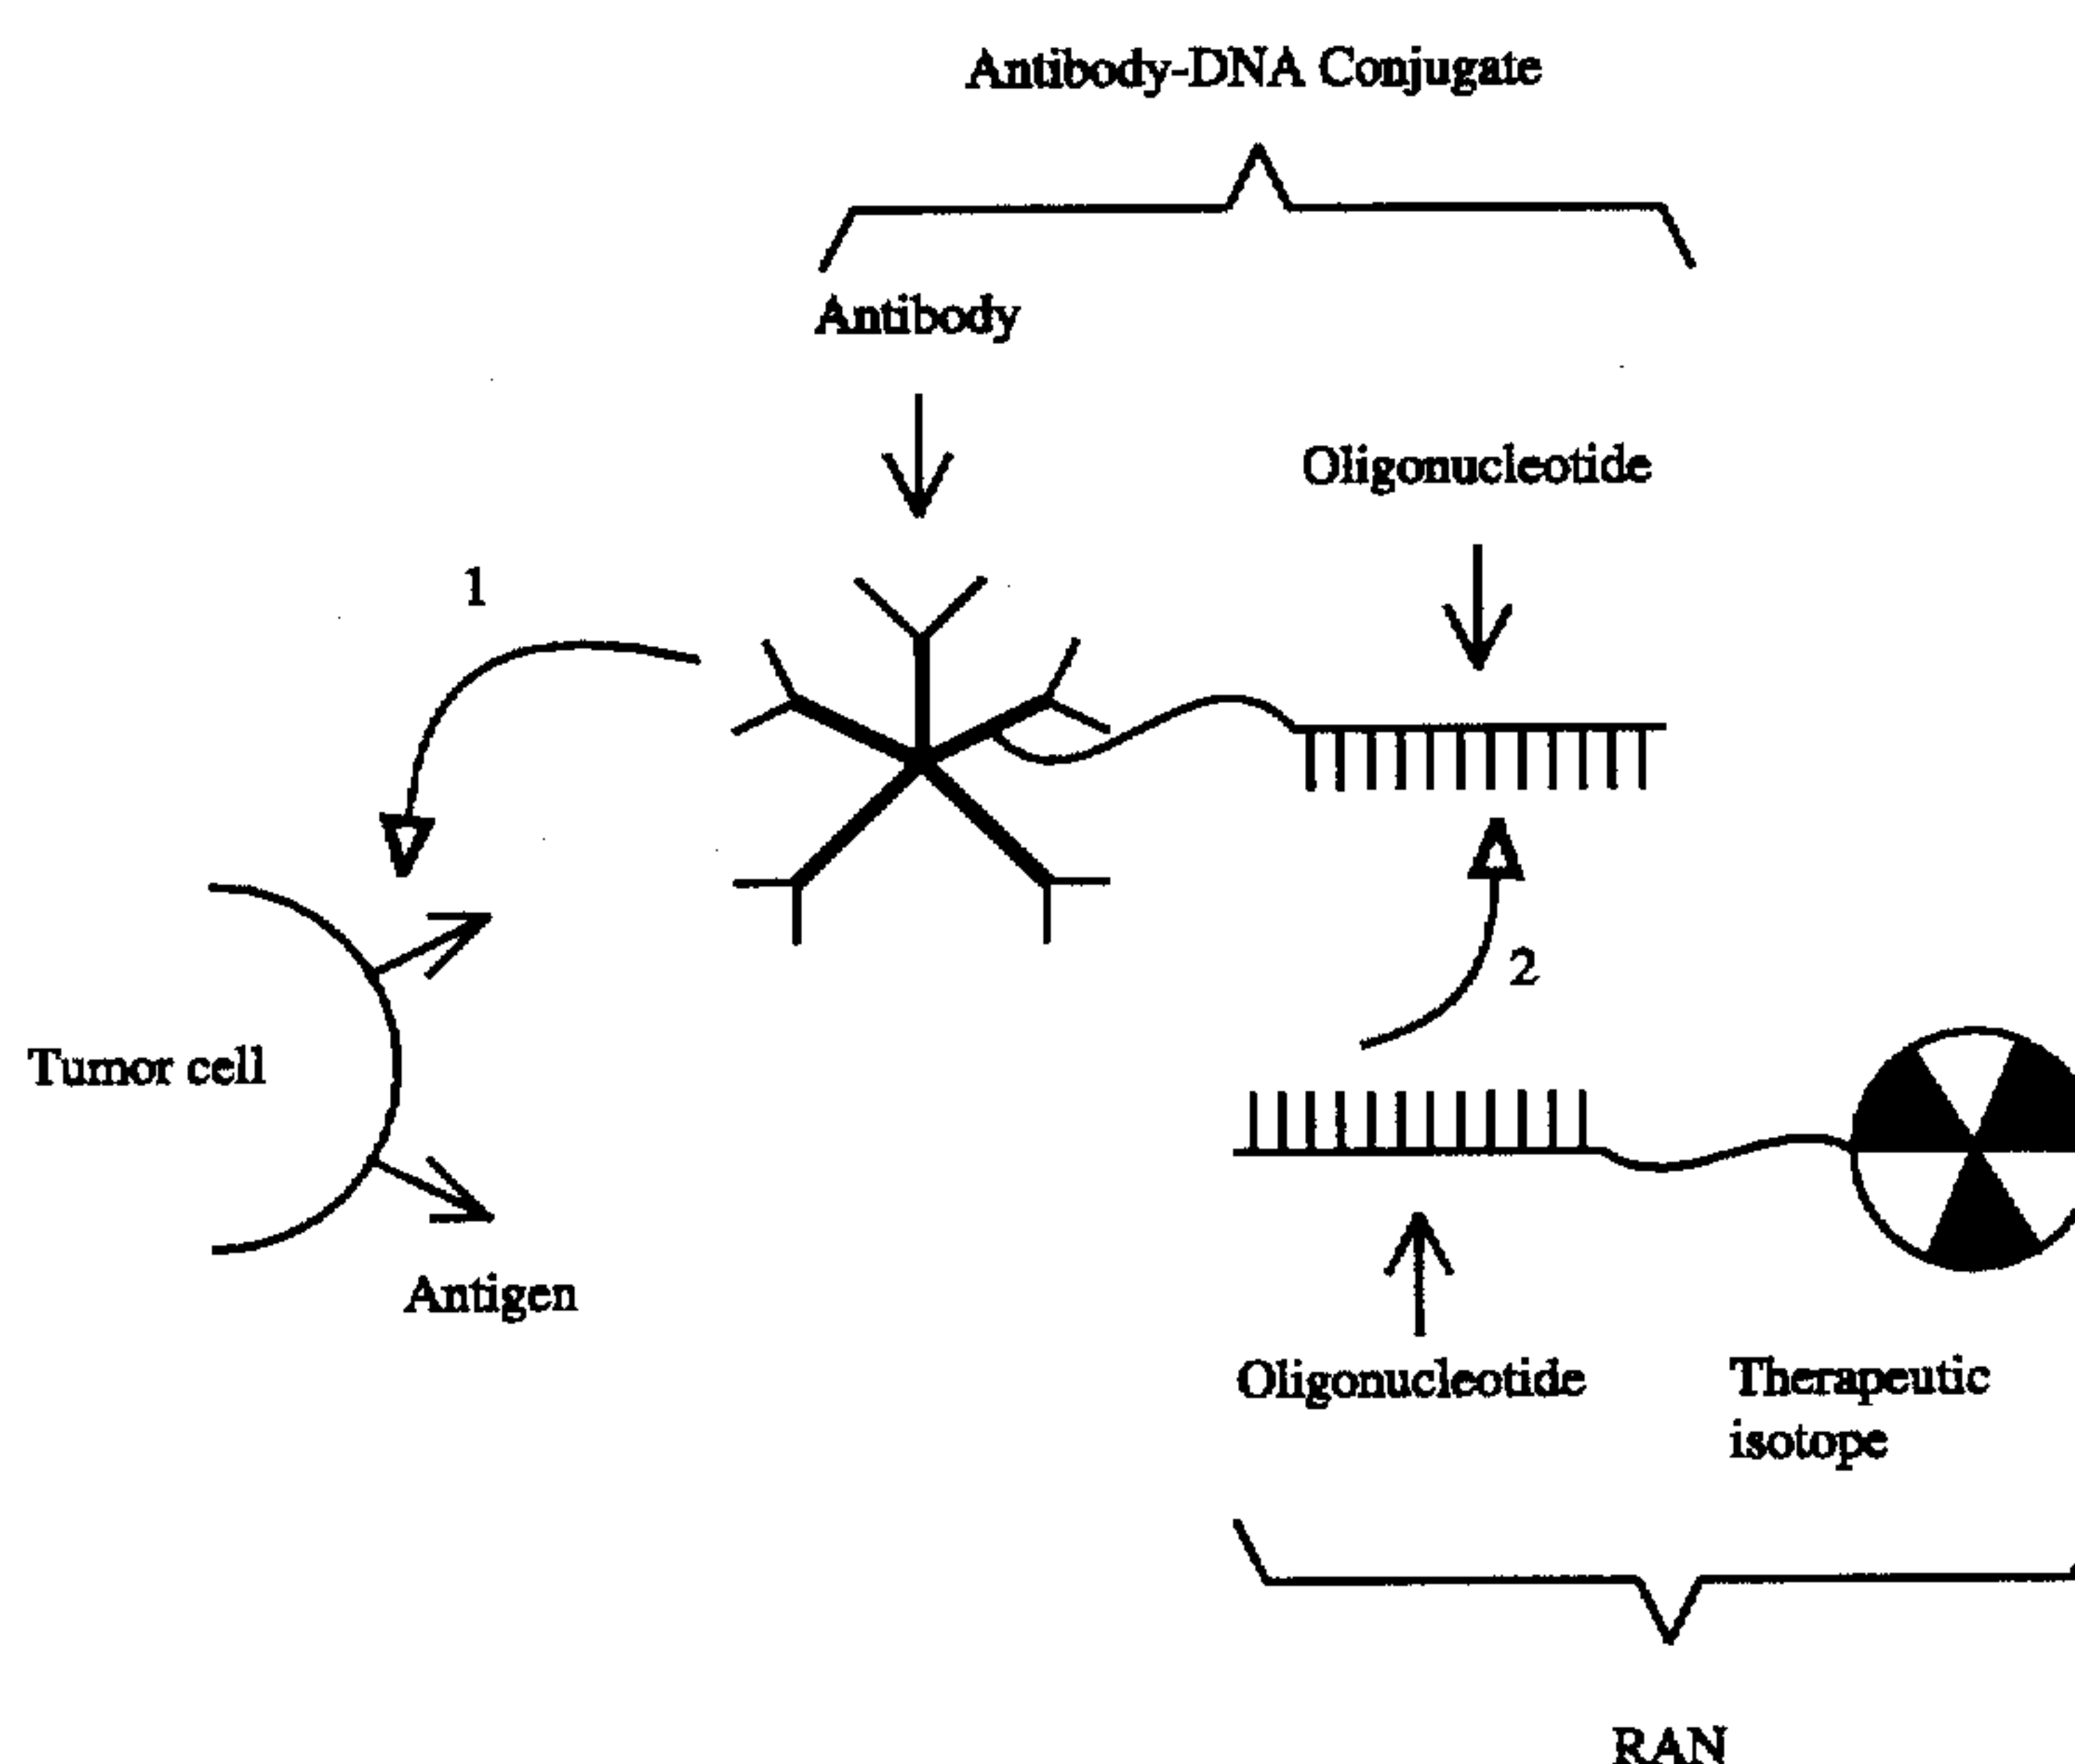 Antibody-DNA Conjugate
Antibody
Oligonucleotide
1
2
Tumor cell
Antigen
Oligonucleotide
Therapeutic
isotope
RAN